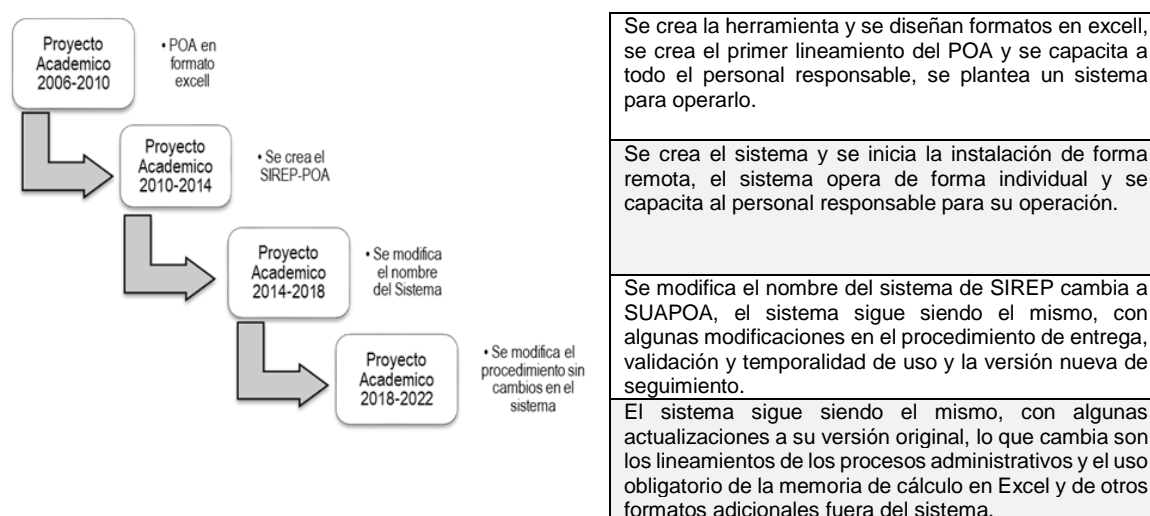 Proyecto
Academico
2006-2010
• POA en
formato
excell
Proyecto
Academico
2010-2014
• Se crea el
SIREP-POA
Proyecto
Academico
2014-2018
• Se modifica
el nombre
del Sistema
Proyecto
Academico
2018-2022
• Se modifica el
procedimiento sin
cambios en el
sistema
Se crea la herramienta y se diseñan formatos en excell,
se crea el primer lineamiento del POA y se capacita a
todo el personal responsable, se plantea un sistema
para operarlo.
Se crea el sistema y se inicia la instalación de forma
remota, el sistema opera de forma individual y se
capacita al personal responsable para su operación.
Se modifica el nombre del sistema de SIREP cambia a
SUAPOA, el sistema sigue siendo el mismo, con
algunas modificaciones en el procedimiento de entrega,
validación y temporalidad de uso y la versión nueva de
seguimiento.
El sistema sigue siendo el mismo, con algunas
actualizaciones a su versión original, lo que cambia son
los lineamientos de los procesos administrativos y el uso
obligatorio de la memoria de cálculo en Excel y de otros
formatos adicionales fuera del sistema.